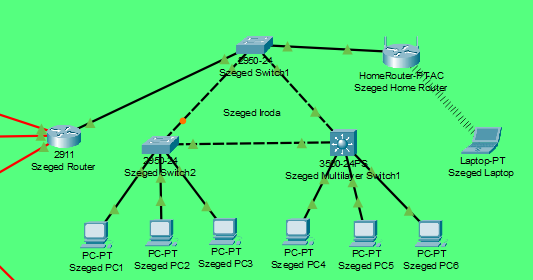 2950-24
Szeged Switch1
HomeRouter-PT-AC
Szeged Home Router
Szeged Iroda
2911
Szeged Router
2950-24
Szeged Switch2
3560-24PS
Szeged Multilayer Switch1
Laptop-PT
Szeged Laptop
PC-PT
Szeged PC1
PC-PT
Szeged PC2
PC-PT
Szeged PC3
PC-PT
Szeged PC4
PC-PT
Szeged PC5
PC-PT
Szeged PC6